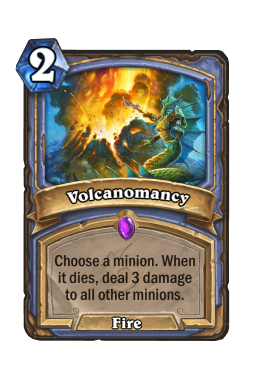 2
Volcanomancy
Choose a minion. When
it dies, deal 3 damage
to all other minions.
Fire